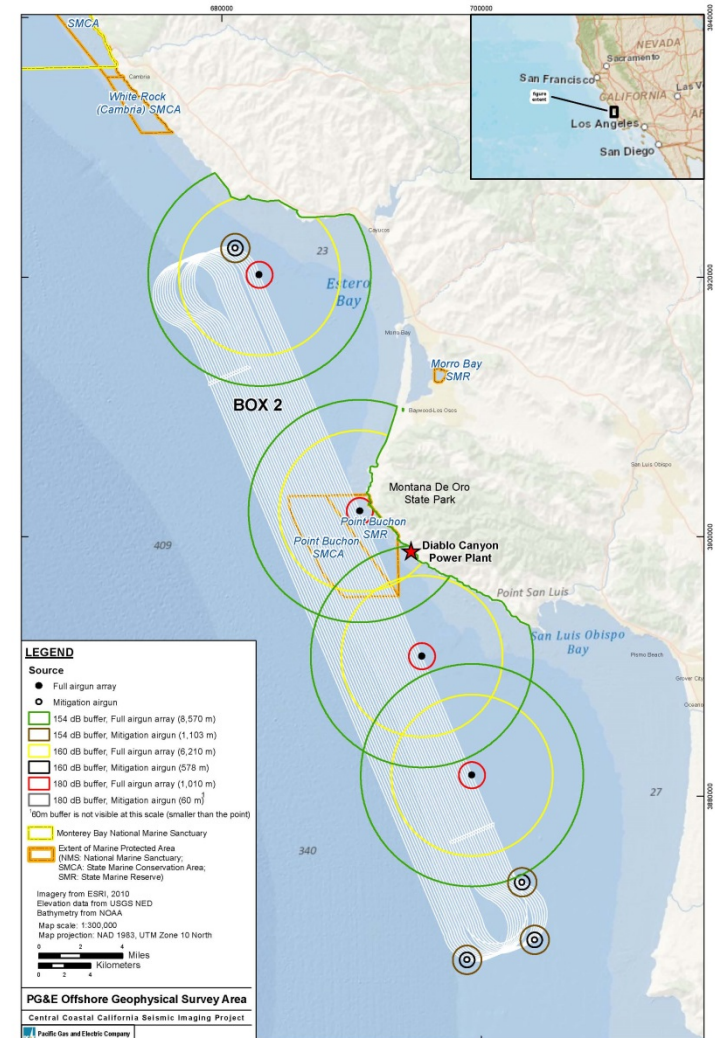 680000
700000
3940000
SMCA
Cambria
White Rock
(Cambria) SMCA
NEVADA
Sacramento
San Francisco
figure
extent
CALIFORNIA
Las V
Los Angeles
San Diego
3920000
23
Cayucos
Estero
Bay
Morro Bay
Morro Bay
SMR
BOX 2
Baywood-Los Osos
San Luis Obispo
Montana De Oro
State Park
Point Buchon
SMR
Point Buchon
SMCA
409
Diablo Canyon
Power Plant
3900000
Point San Luis
San Luis Obispo
Bay
Pismo Beach
Grover City
Oceano
27
3880000
340
LEGEND
Source
Full airgun array
Mitigation airgun
154 dB buffer, Full airgun array (8,570 m)
154 dB buffer, Mitigation airgun (1,103 m)
160 dB buffer, Full airgun array (6,210 m)
160 dB buffer, Mitigation airgun (578 m)
180 dB buffer, Full airgun array (1,010 m)
180 dB buffer, Mitigation airgun (60 m)1
160m buffer is not visible at this scale (smaller than the point)
Monterey Bay National Marine Sanctuary
Extent of Marine Protected Area
(NMS: National Marine Sanctuary;
SMCA: State Marine Conservation Area;
SMR: State Marine Reserve)
Imagery from ESRI, 2010
Elevation data from USGS NED
Bathymetry from NOAA
Map scale: 1:300,000
Map projection: NAD 1983, UTM Zone 10 North
0 2 4
Miles
Kilometers
0 2 4
PG&E Offshore Geophysical Survey Area
Central Coastal California Seismic Imaging Project
Pacific Gas and Electric Company
680000
700000